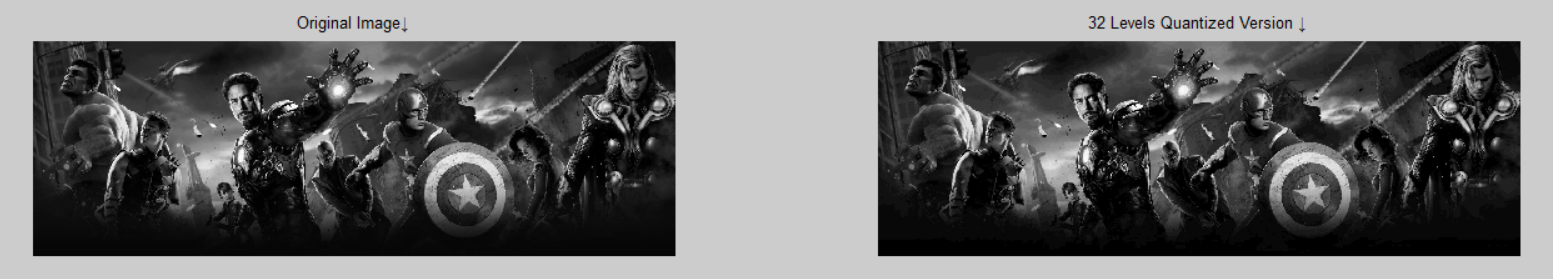 Original Image↓
32 Levels Quantized Version ↓